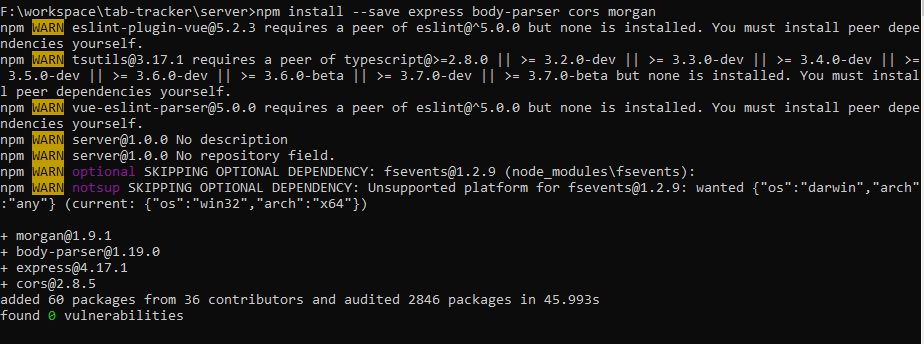 F:\workspace\tab-tracker\server>npm install --save express body-parser cors morgan
npm WARN eslint-plugin-vue@5.2.3 requires a peer of eslint@^5.0.0 but none is installed. You must install peer depe
ndencies yourself.
npm WARN tsutils@3.17.1 requires a peer of typescript@>=2.8.0 || >= 3.2.0-dev || >= 3.3.0-dev || >= 3.4.0-dev || >=
 3.5.0-dev || >= 3.6.0-dev || >= 3.6.0-beta || >= 3.7.0-dev || >= 3.7.0-beta but none is installed. You must instal
l peer dependencies yourself.
npm WARN vue-eslint-parser@5.0.0 requires a peer of eslint@^5.0.0 but none is installed. You must install peer depe
ndencies yourself.
npm WARN server@1.0.0 No description
npm WARN server@1.0.0 No repository field.
npm WARN optional SKIPPING OPTIONAL DEPENDENCY: fsevents@1.2.9 (node_modules\fsevents):
npm WARN notsup SKIPPING OPTIONAL DEPENDENCY: Unsupported platform for fsevents@1.2.9: wanted {"os":"darwin","arch"
:"any"} (current: {"os":"win32","arch":"x64"})
+ morgan@1.9.1
+ body-parser@1.19.0
+ express@4.17.1
+ cors@2.8.5
added 60 packages from 36 contributors and audited 2846 packages in 45.993s
found 0 vulnerabilities